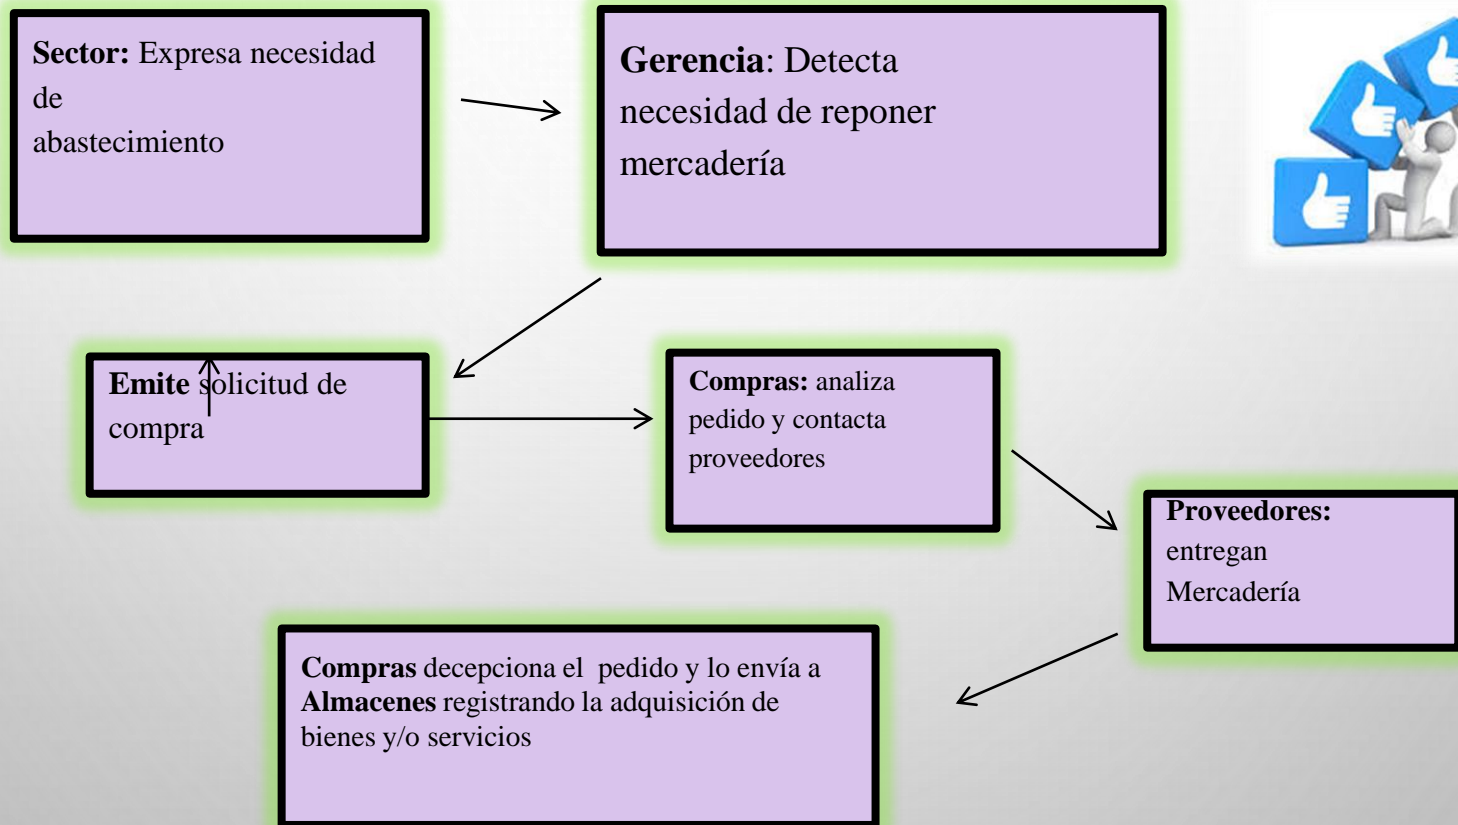 Sector: Expresa necesidad
de
abastecimiento
Gerencia: Detecta
necesidad de reponer
mercadería
Emite solicitud de
compra
Compras: analiza
pedido y contacta
proveedores
Proveedores:
entregan
Mercadería
Compras decepciona el  pedido y lo envía a
Almacenes registrando la adquisición de
bienes y/o servicios